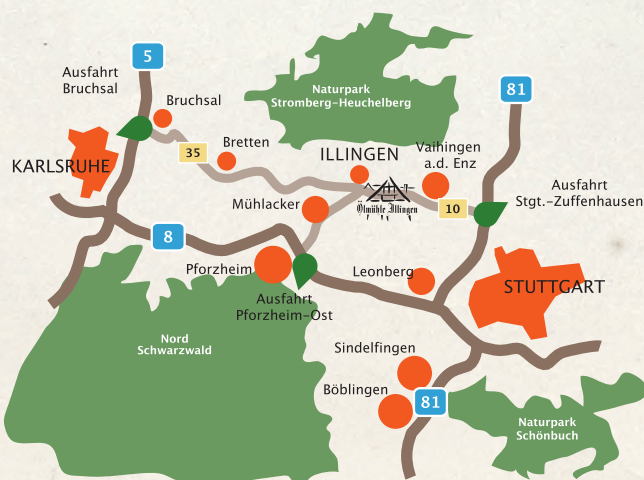 5
Ausfahrt
Bruchsal
81
Naturpark
Stromberg-Heuchelberg
Bruchsal
Bretten
35
KARLSRUHE
ILLINGEN
Vaihingen
a.d. Enz
Ausfahrt
Stgt.-Zuffenhausen
Mühlacker
Ölmühle Illingen
10
8
Pforzheim
Leonberg
Ausfahrt
Pforzheim-Ost
STUTTGART
Nord
Schwarzwald
Sindelfingen
Böblingen
81
Naturpark
Schönbuch